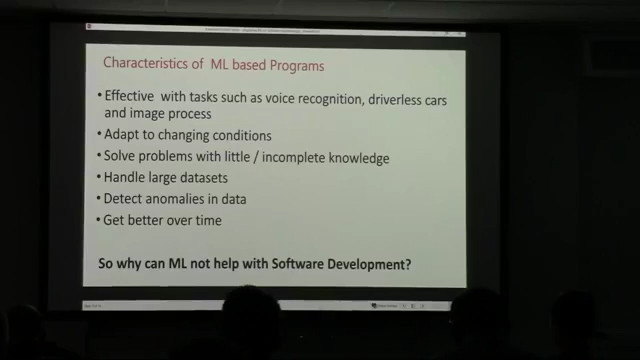 Characteristics of ML based Programs
• Effective with tasks such as voice recognition, driverless cars
and image process
• Adapt to changing conditions
• Solve problems with little / incomplete knowledge
• Handle large datasets
• Detect anomalies in data
• Get better over time
So why can ML not help with Software Development?